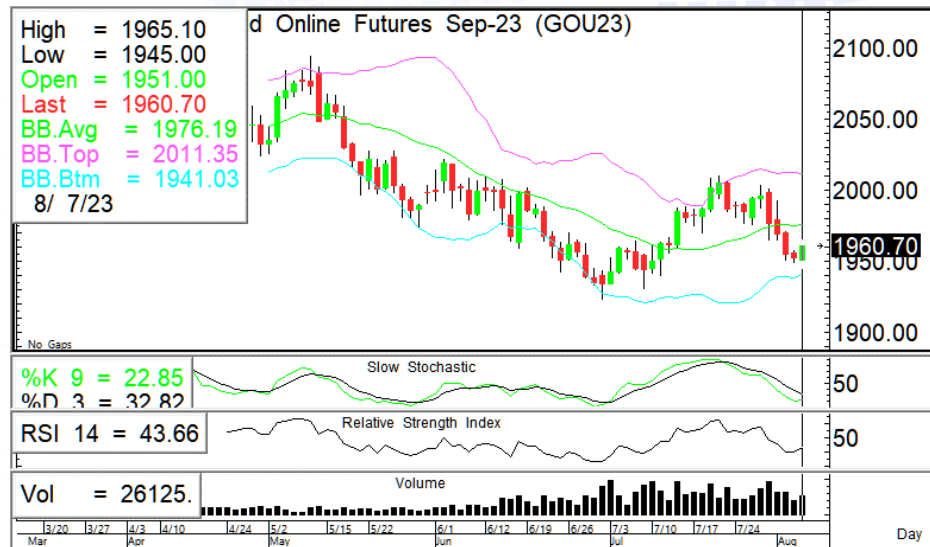 High = 1965.10
Low = 1945.00
Open = 1951.00
Last = 1960.70
BB.Avg = 1976.19
BB.Top = 2011.35
BB.Btm = 1941.03
8/ 7/23
d Online Futures Sep-23 (GOU23)
2100.00
2050.00
2000.00
1960.70
1950.00
1900.00
No Gaps
Slow Stochastic
%K 9 = 22.85
%D 3 = 32.82
50
Relative Strength Index
RSI 14 = 43.66
50
Volume
Vol = 26125.
3/20 3/27 4/3 4/10 4/24 5/2 5/15 5/22 6/1 6/12 6/19 6/26 7/3 7/10 7/17 7/24
Mar Apr May Jun Jul Aug
Day